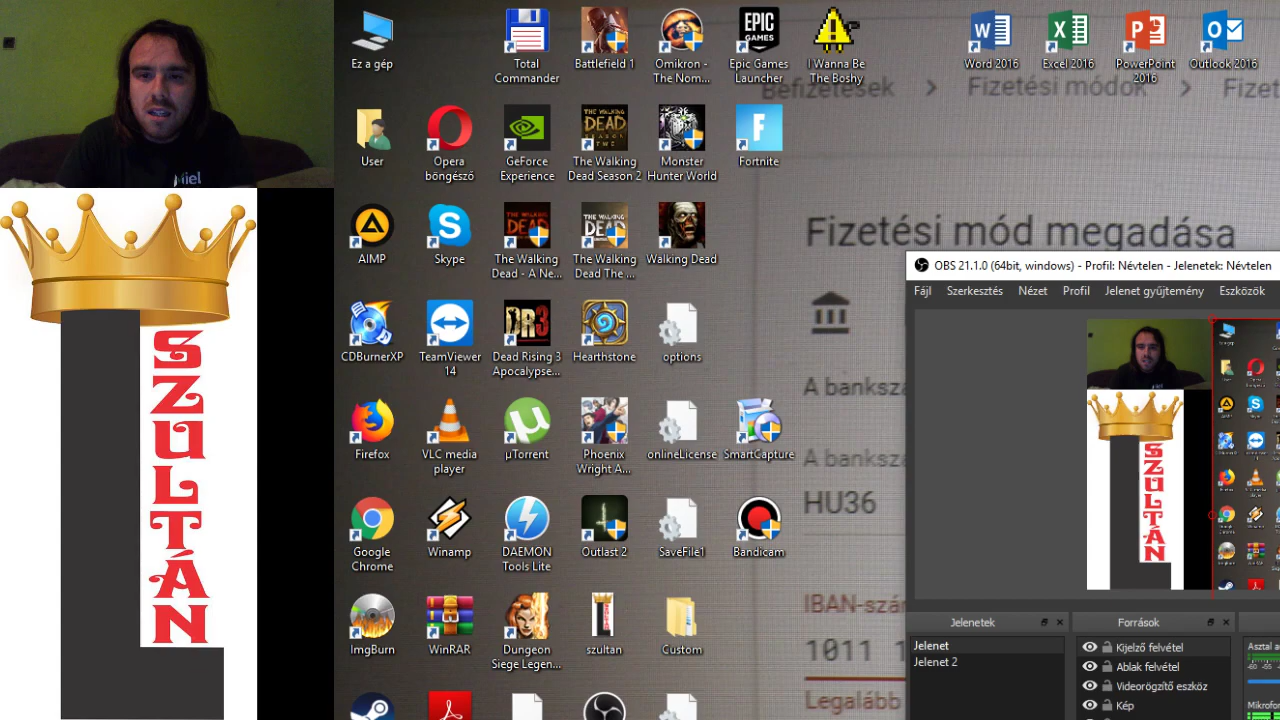 SZULTÁN
Ez a gép
Total
Commander
Battlefield 1
Omikron -
The Nom...
EPIC
GAMES
Epic Games
Launcher
I Wanna Be
The Boshy
Word 2016
Excel 2016
PowerPoint
2016
Outlook 2016
Befizetések > Fizetési módok >
User
Opera
böngésző
GeForce
Experience
The Walking
Dead Season 2
Monster
Hunter World
Fortnite
AIMP
Skype
The Walking
Dead - A Ne...
The Walking
Dead The ...
Walking Dead
Fizetési mód megadása
OBS 21.1.0 (64bit, windows) - Profil: Névtelen - Jelenetek: Névtelen
Fájl Szerkesztés Nézet Profil Jelenet gyűjtemény Eszközök
CDBurnerXP
TeamViewer
14
DR3
Dead Rising 3
Apocalypse...
Hearthstone
options
Firefox
VLC media
player
µTorrent
Phoenix
Wright A...
onlineLicense
SmartCapture
HU36
Google
Chrome
Winamp
DAEMON
Tools Lite
Outlast 2
SaveFile1
Bandicam
SZULTÁN
ImgBurn
WinRAR
Dungeon
Siege Legen...
szultan
Custom
1011
Legalább
Jelenetek
Jelenet
Jelenet 2
Források
Kijelző felvétel
Ablak felvétel
Videorögzítő eszköz
Kép